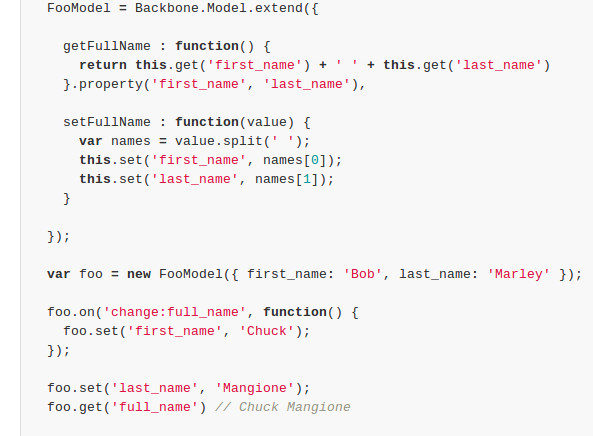 FooModel = Backbone.Model.extend({
getFullName : function() {
return this.get('first_name') + ' ' + this.get('last_name')
}.property('first_name', 'last_name'),
setFullName : function(value) {
var names = value.split(' ');
this.set('first_name', names[0]);
this.set('last_name', names[1]);
}
});
var foo = new FooModel({ first_name: 'Bob', last_name: 'Marley' });
foo.on('change:full_name', function() {
foo.set('first_name', 'Chuck');
});
foo.set('last_name', 'Mangione');
foo.get('full_name') // Chuck Mangione